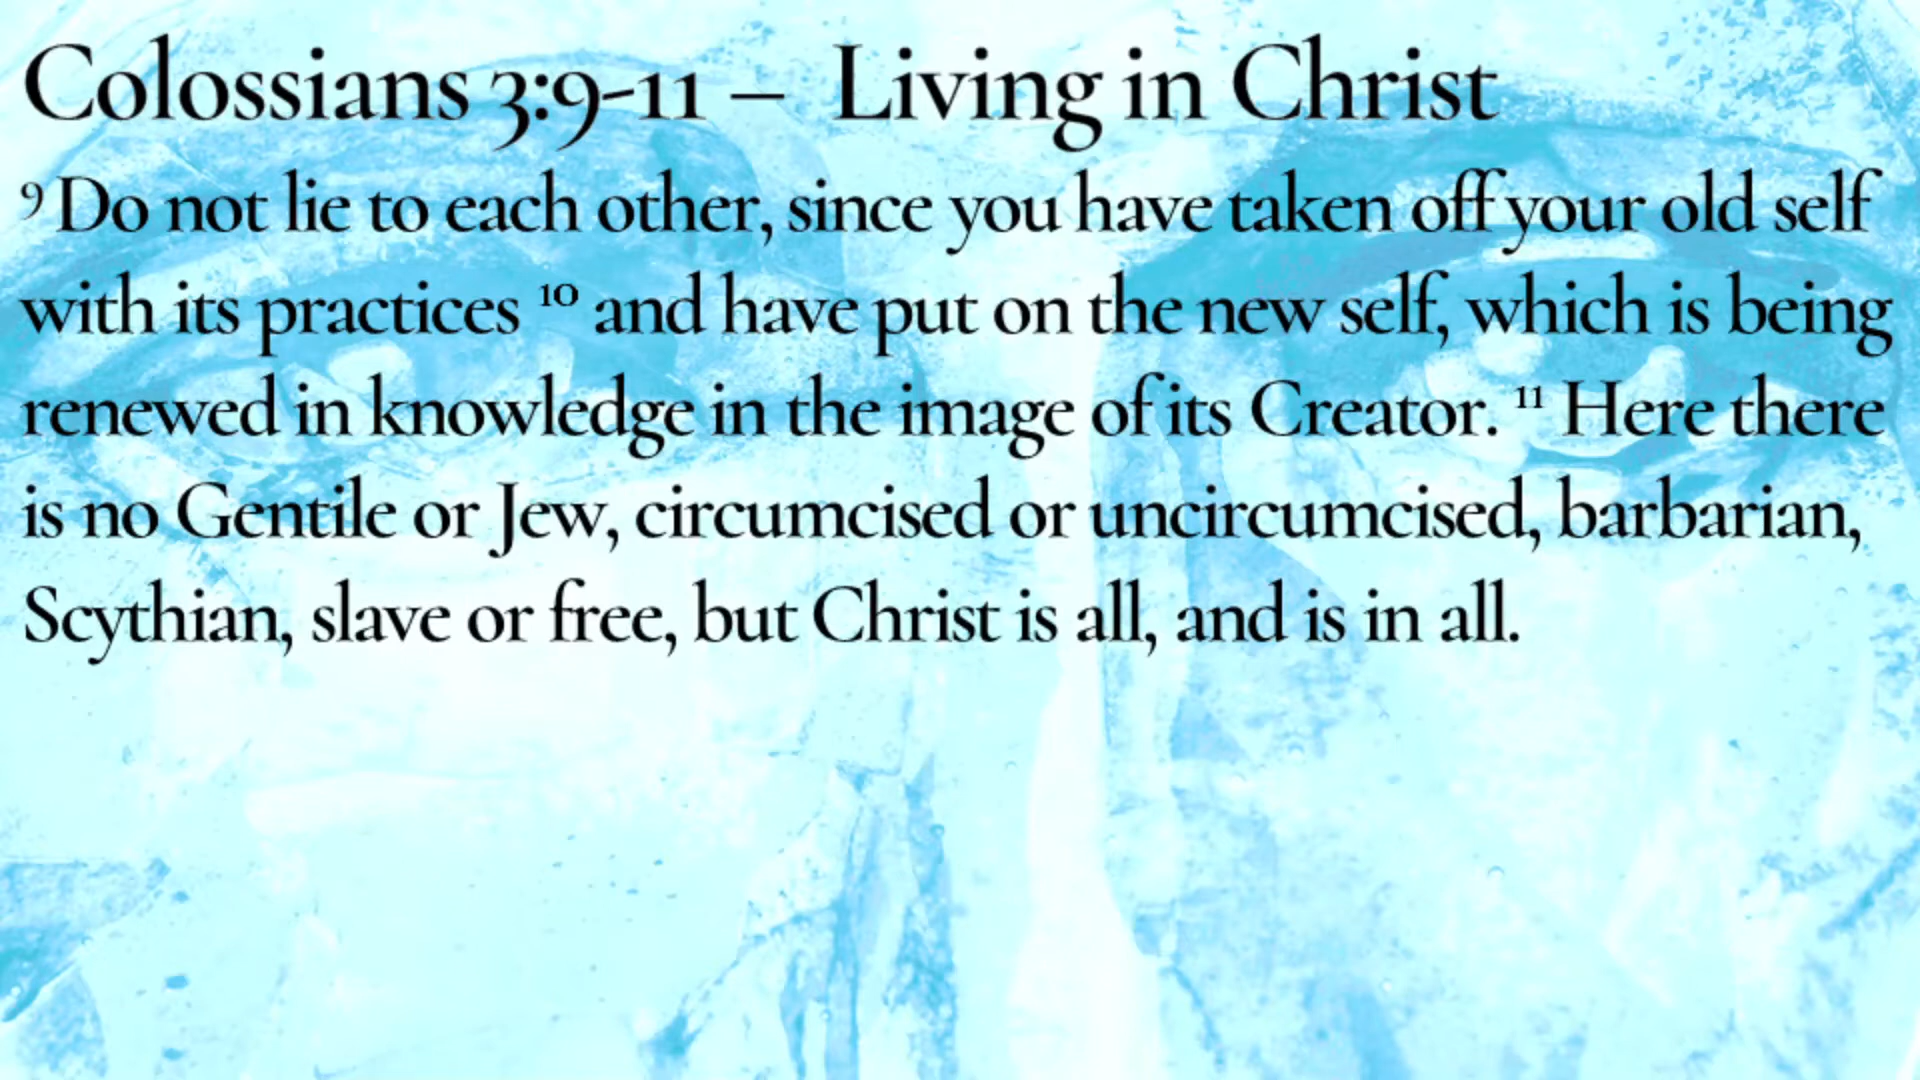 Colossians 3:9-11 – Living in Christ
⁹ Do not lie to each other, since you have taken off your old self
with its practices ¹⁰ and have put on the new self, which is being
renewed in knowledge in the image of its Creator. ¹¹ Here there
is no Gentile or Jew, circumcised or uncircumcised, barbarian,
Scythian, slave or free, but Christ is all, and is in all.